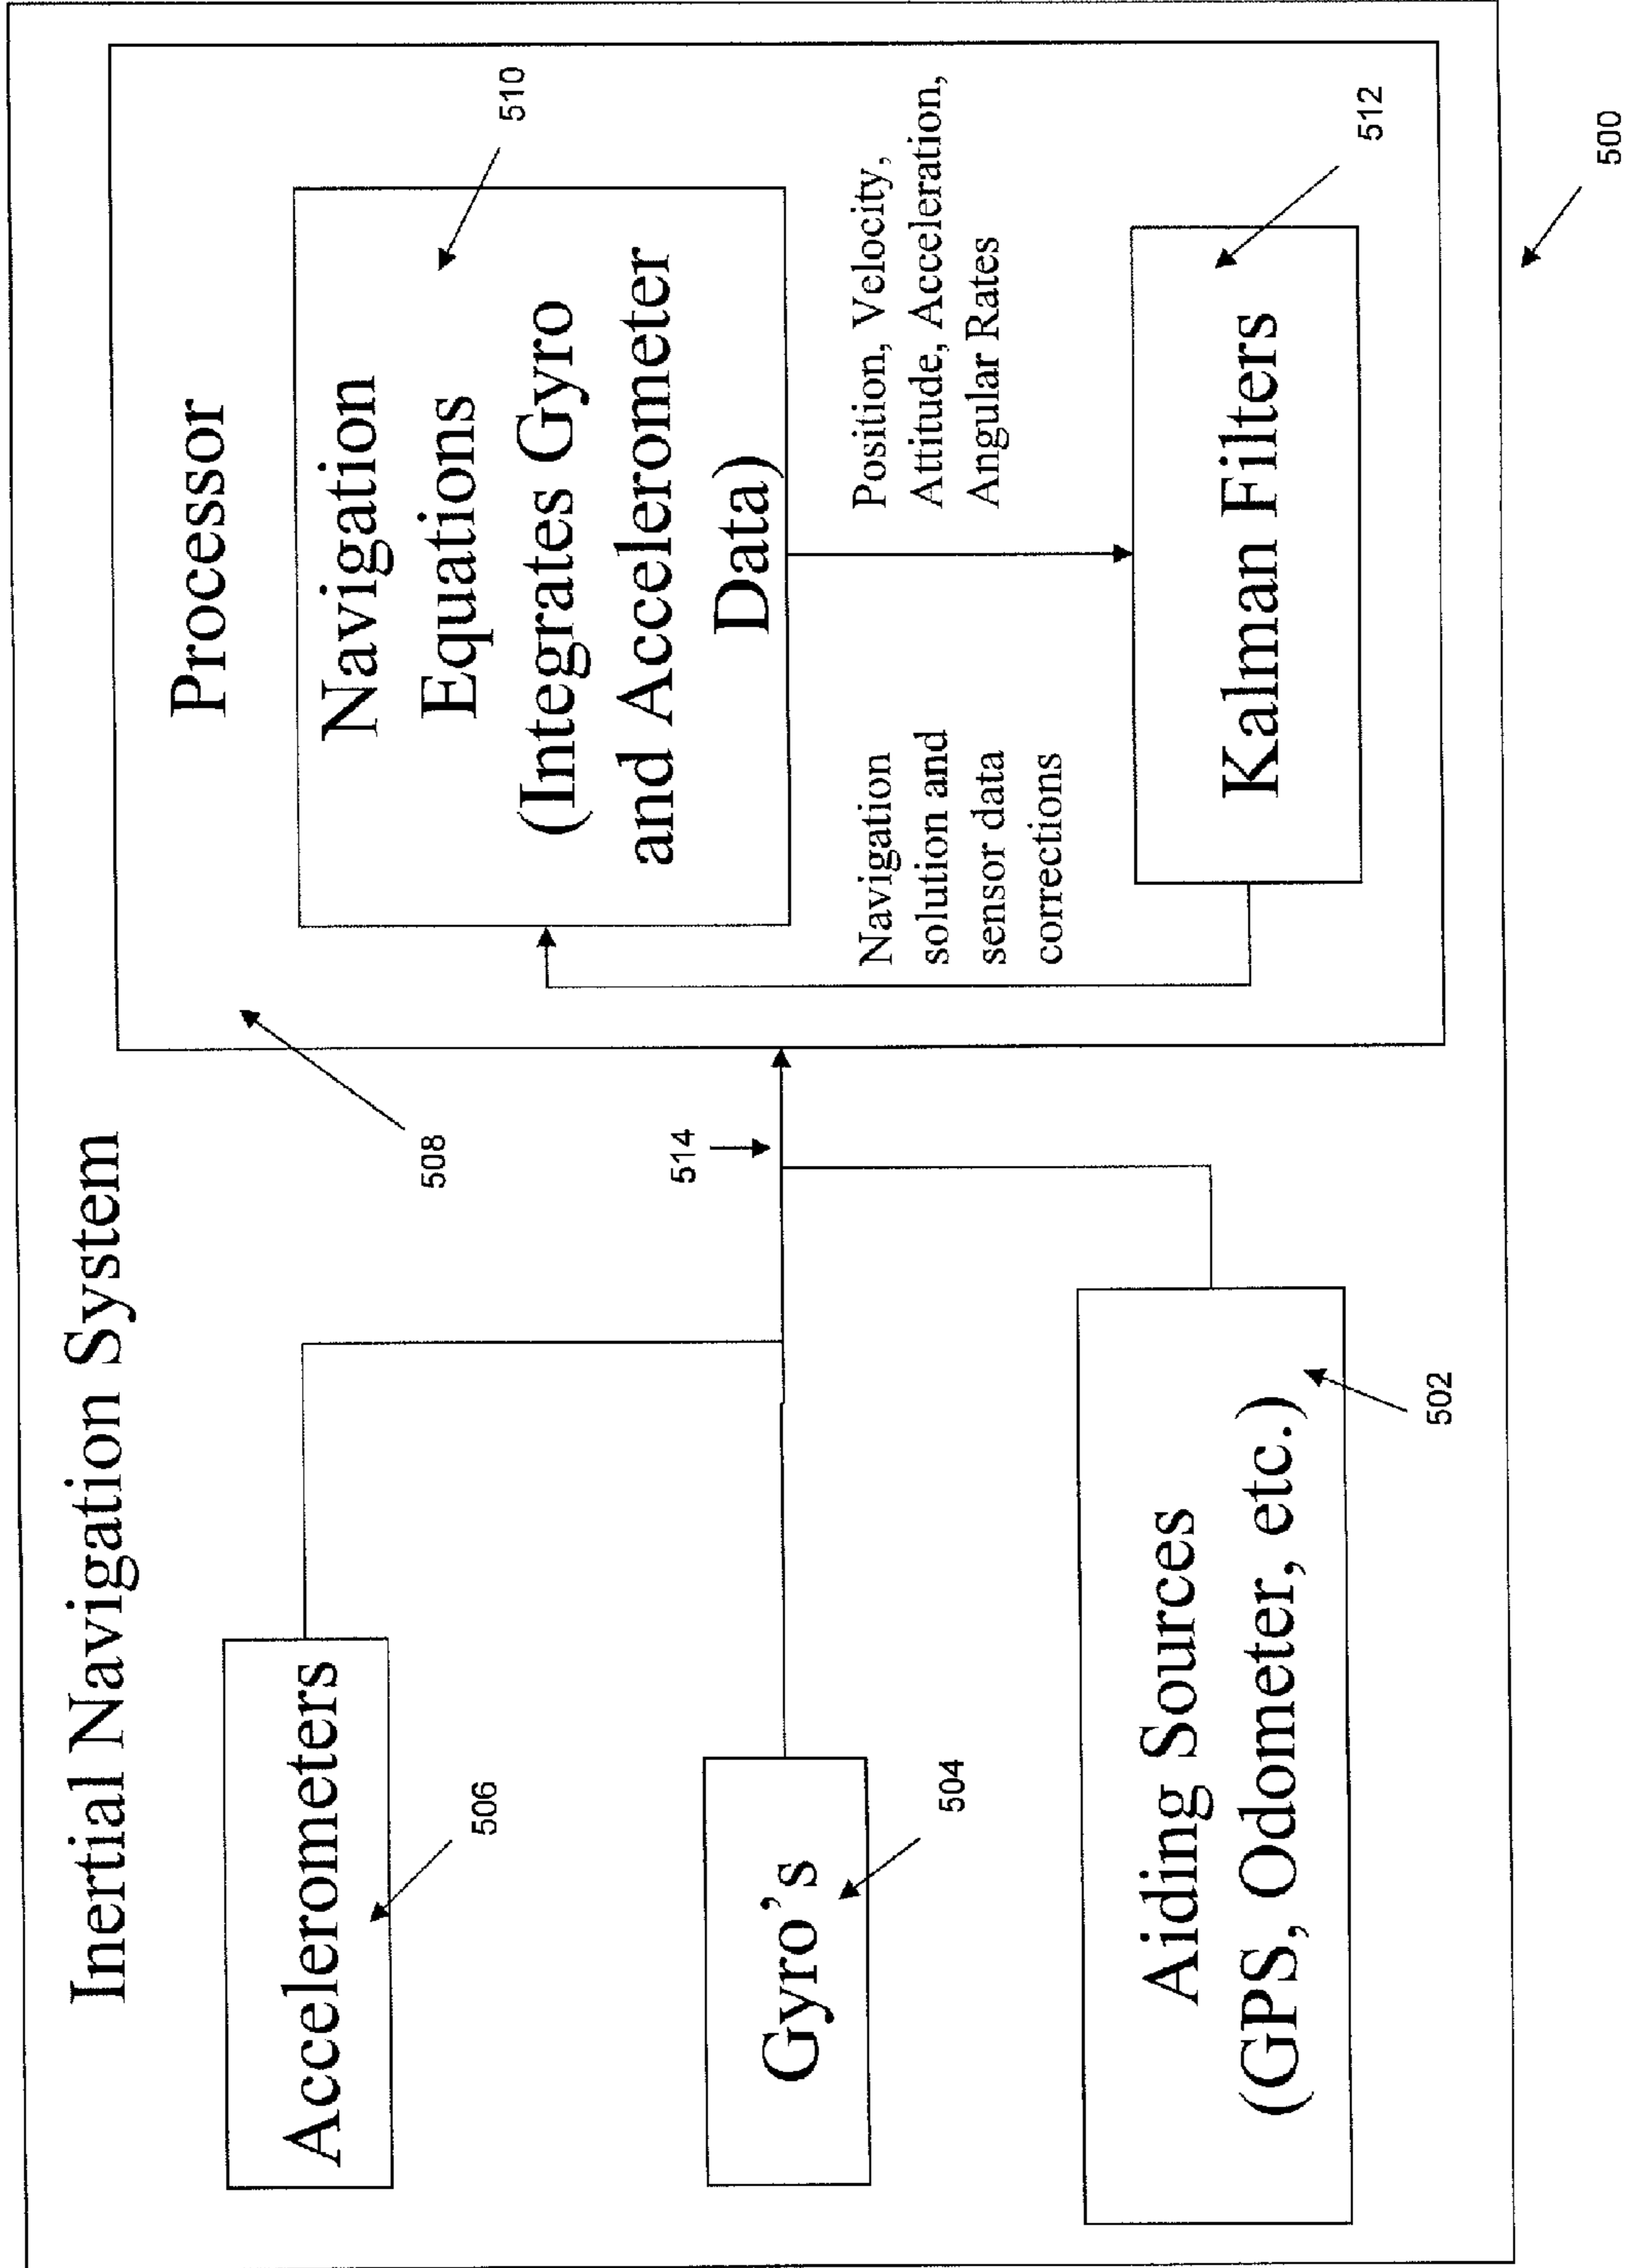 Inertial Navigation System
Accelerometers
506
Gyro's
504
Aiding Sources
(GPS, Odometer, etc.)
502
514
508
Processor
Navigation
Equations
(Integrates Gyro
and Accelerometer
Data)
510
Navigation
solution and
sensor data
corrections
Position, Velocity,
Attitude, Acceleration,
Angular Rates
Kalman Filters
512
500